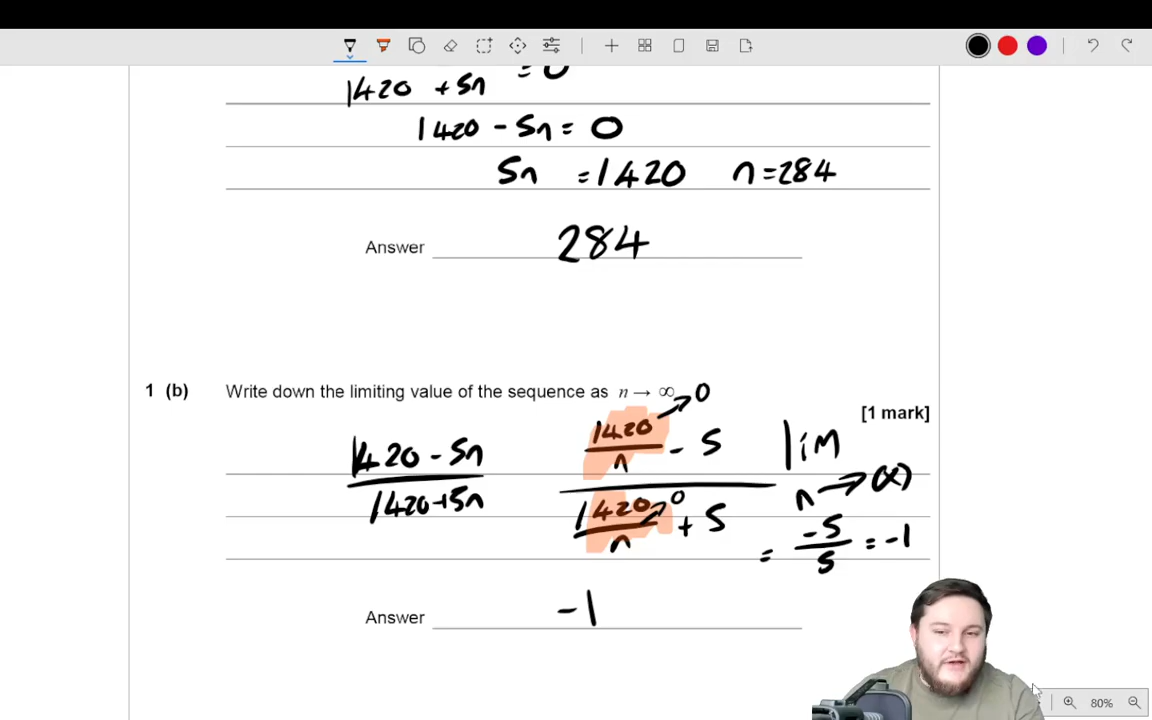 1420 + 5n = 0
1420 - 5n = 0
5n = 1420 n = 284
Answer 284
1 (b) Write down the limiting value of the sequence as n → ∞
[1 mark]
1420 - 5n
1420 + 5n
1420 → 0
n - 5
1420 → 0
n + 5
lim
n → ∞
= -5
5 = -1
Answer -1
80%